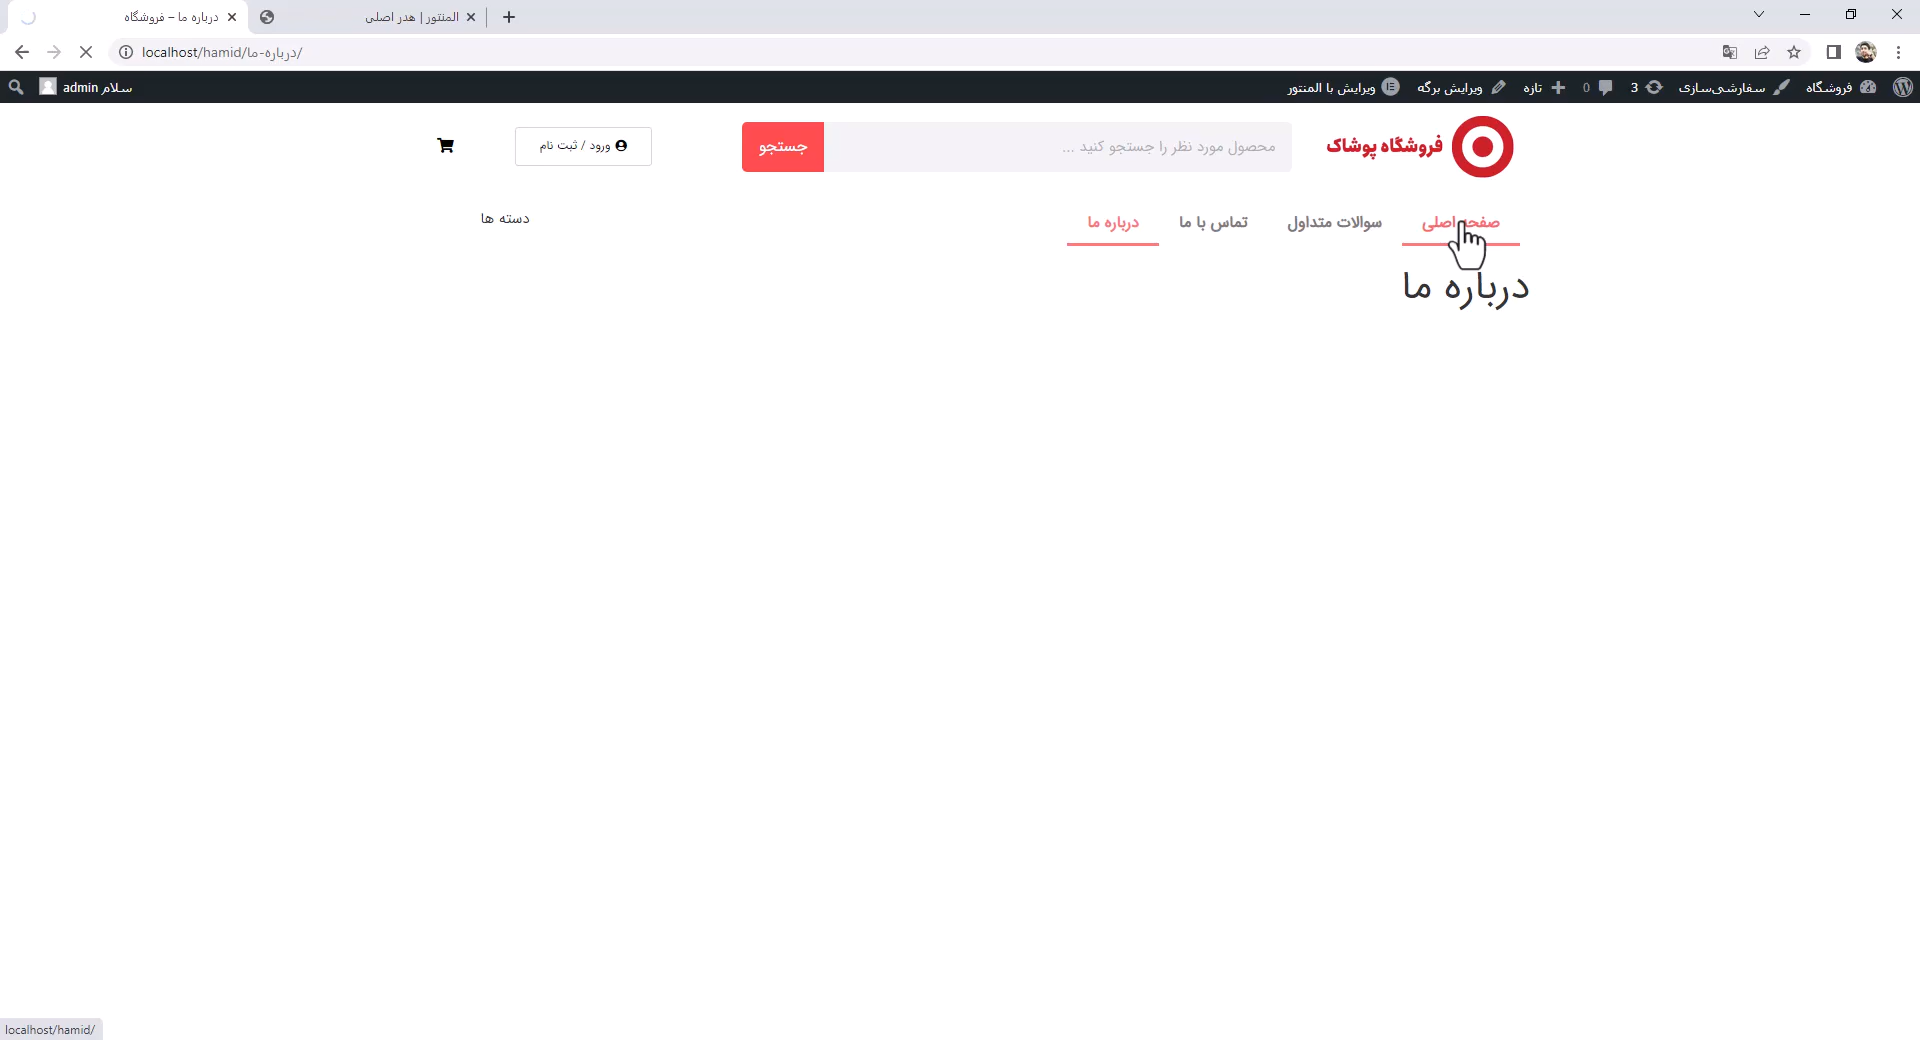 درباره ما – فروشگاه
المنتور | هدر اصلی
localhost/hamid/درباره-ما/
فروشگاه
سفارشی‌سازی
3
0
تازه
ویرایش برگه
ویرایش با المنتور
سلام admin
فروشگاه پوشاک
محصول مورد نظر را جستجو کنید ...
جستجو
ورود / ثبت نام
صفحه اصلی
سوالات متداول
تماس با ما
درباره ما
دسته ها
درباره ما
localhost/hamid/